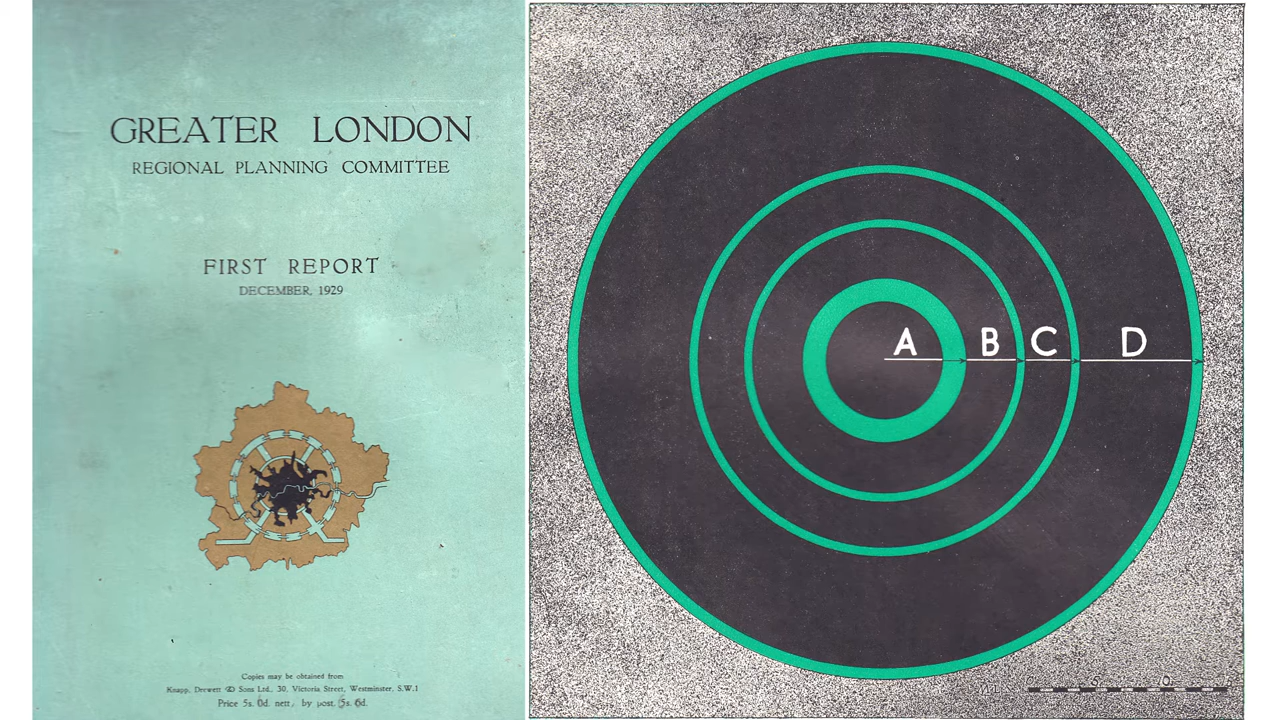 GREATER LONDON
REGIONAL PLANNING COMMITTEE
FIRST REPORT
DECEMBER, 1929
Copies may be obtained from
Knapp, Drewett & Sons Ltd., 30, Victoria Street, Westminster, S.W.1
Price 5s. 0d. nett, by post, 5s. 6d.
A B C D